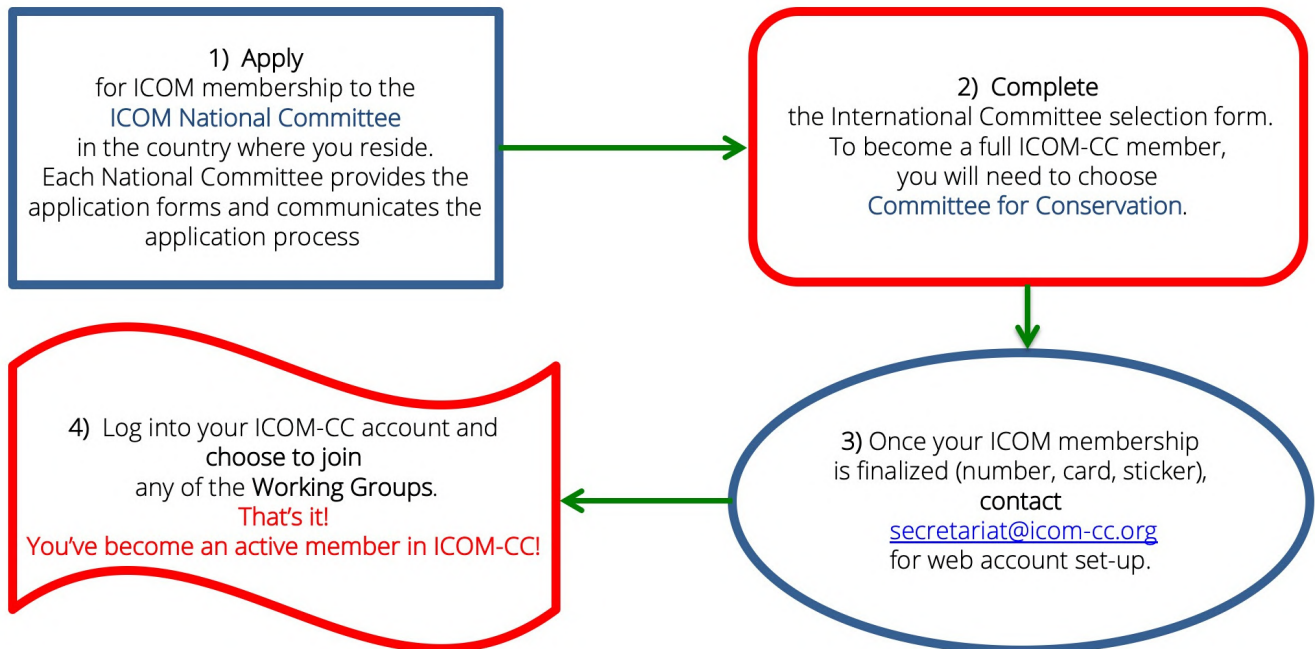 1) Apply
for ICOM membership to the
ICOM National Committee
in the country where you reside.
Each National Committee provides the
application forms and communicates the
application process
2) Complete
the International Committee selection form.
To become a full ICOM-CC member,
you will need to choose
Committee for Conservation.
3) Once your ICOM membership
is finalized (number, card, sticker),
contact
secretariat@icom-cc.org
for web account set-up.
4) Log into your ICOM-CC account and
choose to join
any of the Working Groups.
That's it!
You've become an active member in ICOM-CC!